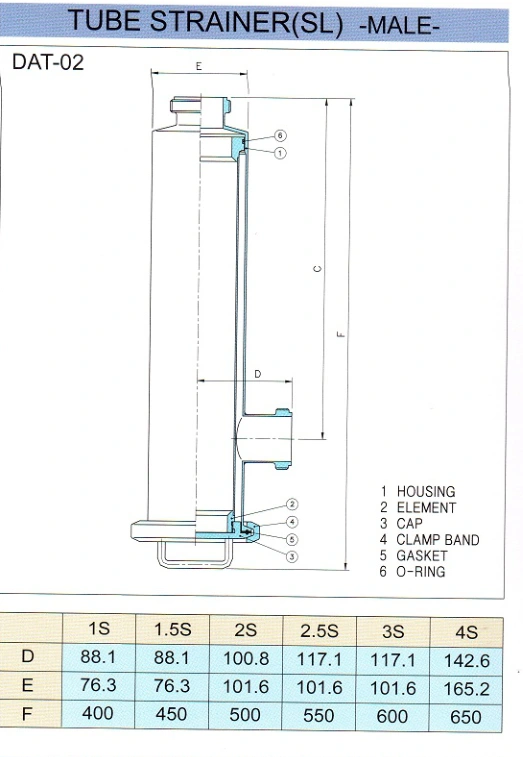 TUBE STRAINER(SL) -MALE-
DAT-02
E
6
1
C
F
D
2
4
5
3
1 HOUSING
2 ELEMENT
3 CAP
4 CLAMP BAND
5 GASKET
6 O-RING
1S 1.5S 2S 2.5S 3S 4S
D 88.1 88.1 100.8 117.1 117.1 142.6
E 76.3 76.3 101.6 101.6 101.6 165.2
F 400 450 500 550 600 650